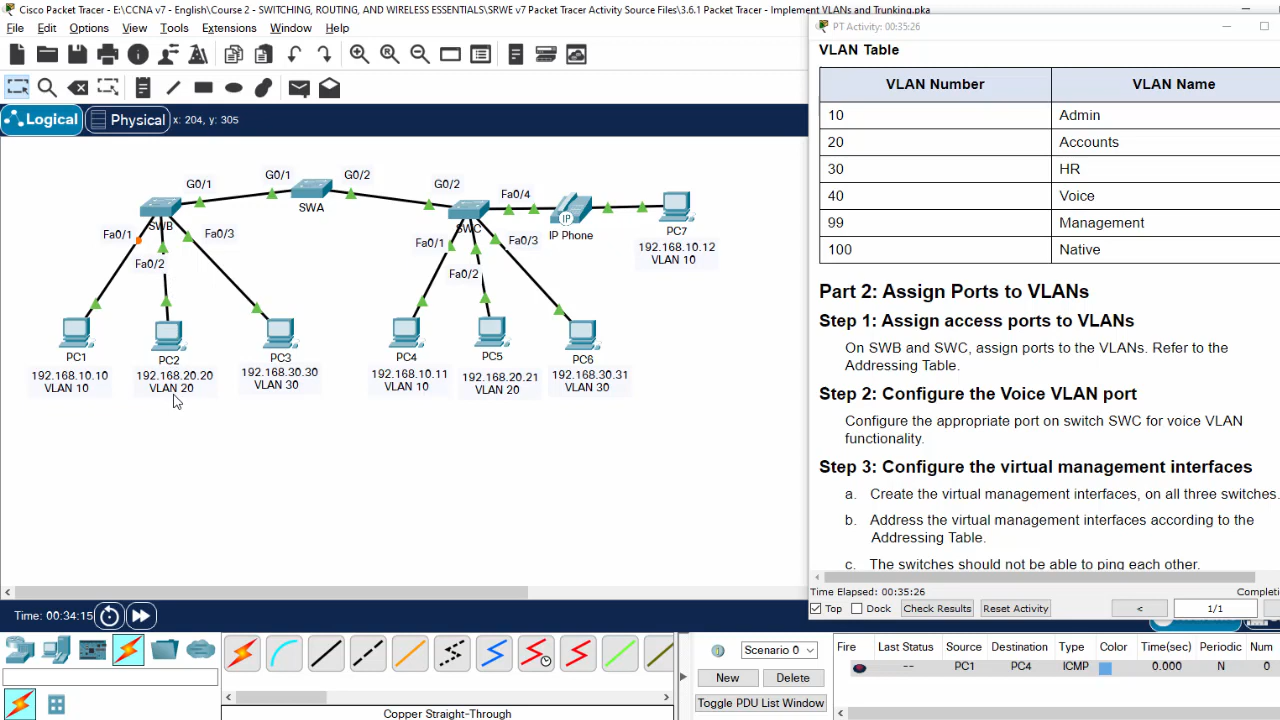 Cisco Packet Tracer - E:\CCNA v7 - English\Course 2 - SWITCHING, ROUTING, AND WIRELESS ESSENTIALS\SRWE v7 Packet Tracer Activity Source Files\3.6.1 Packet Tracer - Implement VLANs and Trunking.pka
File Edit Options View Tools Extensions Window Help
PT Activity: 00:35:26
Logical
Physical
x: 204, y: 305
VLAN Table
VLAN Number VLAN Name
10 Admin
20 Accounts
30 HR
40 Voice
99 Management
100 Native
Part 2: Assign Ports to VLANs
Step 1: Assign access ports to VLANs
On SWB and SWC, assign ports to the VLANs. Refer to the
Addressing Table.
Step 2: Configure the Voice VLAN port
Configure the appropriate port on switch SWC for voice VLAN
functionality.
Step 3: Configure the virtual management interfaces
a. Create the virtual management interfaces, on all three switches.
b. Address the virtual management interfaces according to the
Addressing Table.
c. The switches should not be able to ping each other.
G0/1
G0/1
G0/2
G0/2
Fa0/4
SWB
SWA
SWC
IP
IP Phone
PC7
192.168.10.12
VLAN 10
Fa0/1
Fa0/2
Fa0/3
Fa0/1
Fa0/2
Fa0/3
PC1
192.168.10.10
VLAN 10
PC2
192.168.20.20
VLAN 20
PC3
192.168.30.30
VLAN 30
PC4
192.168.10.11
VLAN 10
PC5
192.168.20.21
VLAN 20
PC6
192.168.30.31
VLAN 30
Time Elapsed: 00:35:26
Top Dock Check Results Reset Activity < 1/1
Time: 00:34:15
Scenario 0
New Delete
Toggle PDU List Window
Fire Last Status Source Destination Type Color Time(sec) Periodic Num
-- PC1 PC4 ICMP 0.000 N 0
Copper Straight-Through